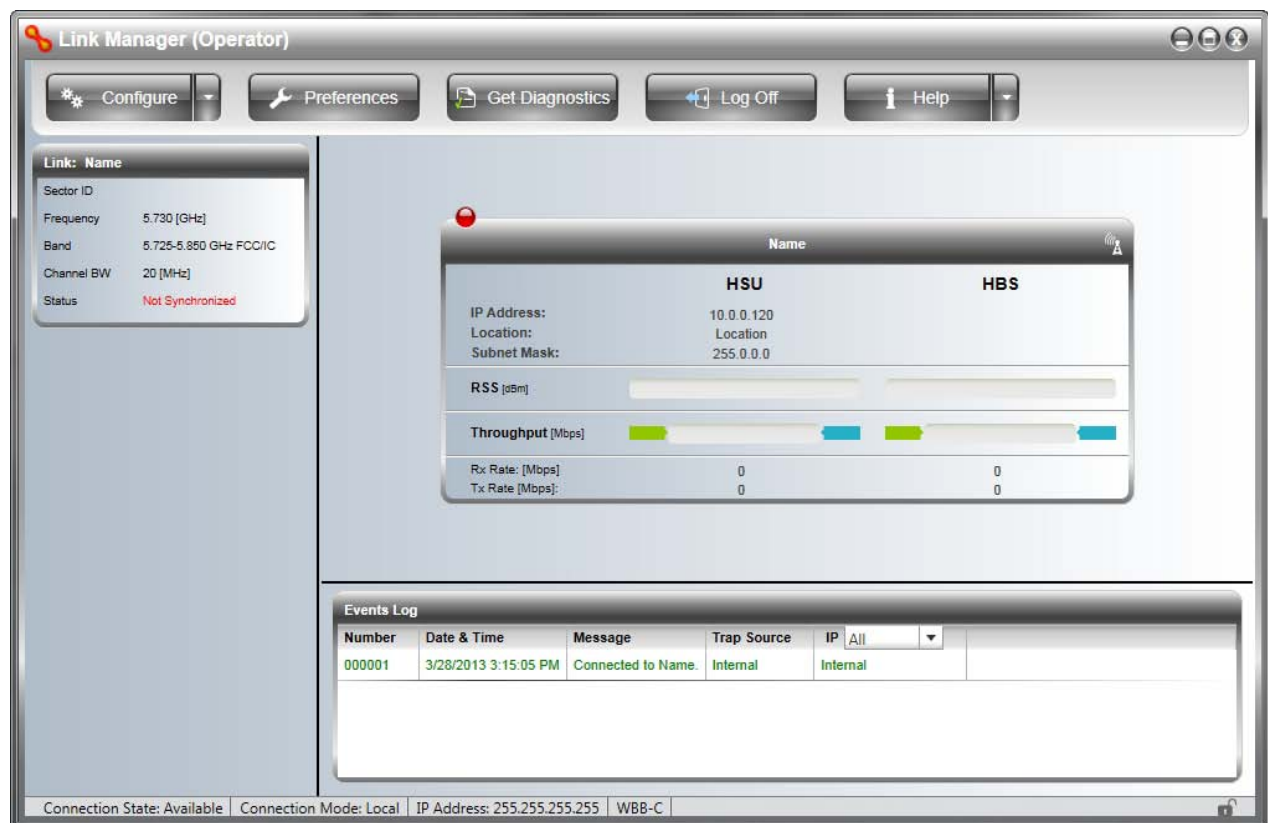 Link Manager (Operator)
Configure Preferences Get Diagnostics Log Off Help
Link: Name
Sector ID
Frequency 5.730 [GHz]
Band 5.725-5.850 GHz FCC/IC
Channel BW 20 [MHz]
Status Not Synchronized
Name
HSU HBS
IP Address: 10.0.0.120
Location: Location
Subnet Mask: 255.0.0.0
RSS [dBm]
Throughput [Mbps]
Rx Rate: [Mbps] 0 0
Tx Rate [Mbps]: 0 0
Events Log
Number Date & Time Message Trap Source IP All
000001 3/28/2013 3:15:05 PM Connected to Name. Internal Internal
Connection State: Available Connection Mode: Local IP Address: 255.255.255.255 WBB-C